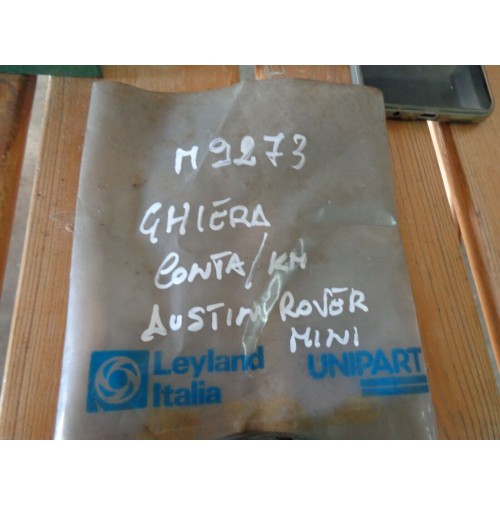 M9273
GHIERA
CONTA/KM
AUSTIN ROVER
MINI
Leyland UNIPART
Italia